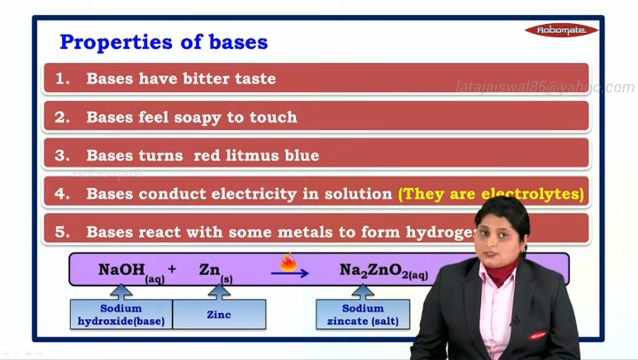 Properties of bases
Robomate
1. Bases have bitter taste
latajaiswal85@yahoo.com
2. Bases feel soapy to touch
3. Bases turns red litmus blue
4. Bases conduct electricity in solution (They are electrolytes)
5. Bases react with some metals to form
NaOH(aq) + Zn(s) → Na2ZnO2(aq)
Sodium hydroxide(base)
Zinc
Sodium zincate (salt)